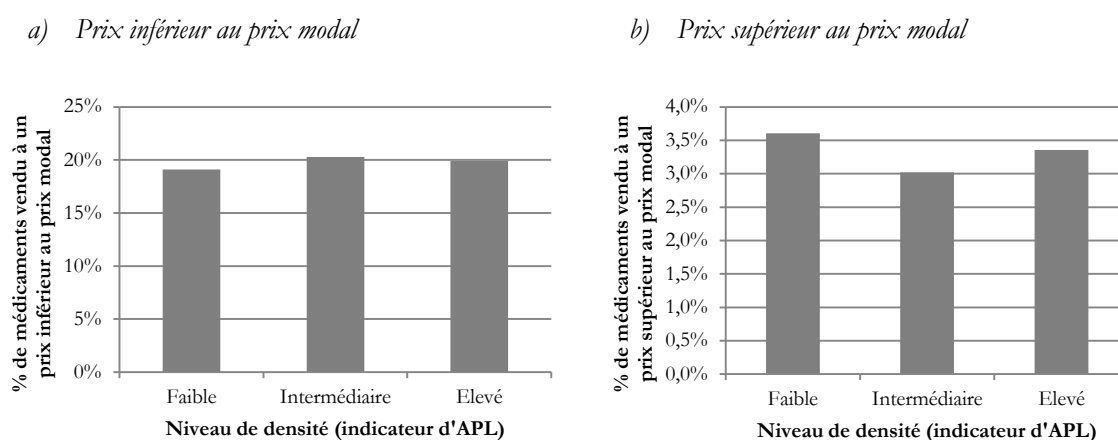 a) Prix inférieur au prix modal
b) Prix supérieur au prix modal
% de médicaments vendu à un
prix inférieur au prix modal
25%
20%
15%
10%
5%
0%
Faible
Intermédiaire
Elevé
Niveau de densité (indicateur d'APL)
% de médicaments vendu à un
prix supérieur au prix modal
4,0%
3,5%
3,0%
2,5%
2,0%
1,5%
1,0%
0,5%
0,0%
Faible
Intermédiaire
Elevé
Niveau de densité (indicateur d'APL)